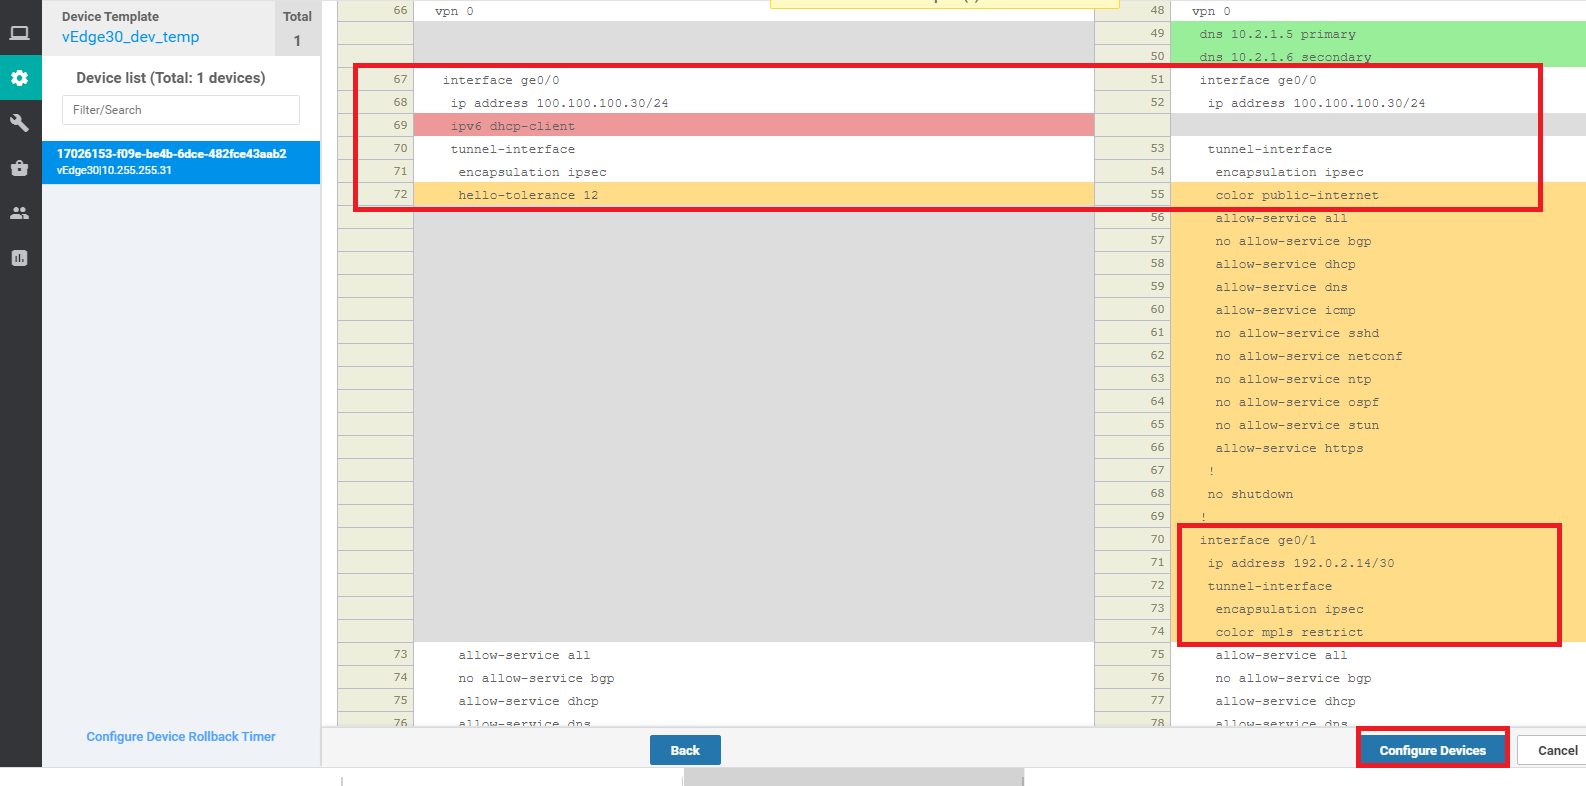 Device Template
vEdge30_dev_temp
Total
1
Device list (Total: 1 devices)
Filter/Search
17026153-f09e-be4b-6dce-482fce43aab2
vEdge30|10.255.255.31
Configure Device Rollback Timer
66 vpn 0
67 interface ge0/0
68 ip address 100.100.100.30/24
69 ipv6 dhcp-client
70 tunnel-interface
71 encapsulation ipsec
72 hello-tolerance 12
73 allow-service all
74 no allow-service bgp
75 allow-service dhcp
76 allow-service dns
48 vpn 0
49 dns 10.2.1.5 primary
50 dns 10.2.1.6 secondary
51 interface ge0/0
52 ip address 100.100.100.30/24
53 tunnel-interface
54 encapsulation ipsec
55 color public-internet
56 allow-service all
57 no allow-service bgp
58 allow-service dhcp
59 allow-service dns
60 allow-service icmp
61 no allow-service sshd
62 no allow-service netconf
63 no allow-service ntp
64 no allow-service ospf
65 no allow-service stun
66 allow-service https
67 !
68 no shutdown
69 !
70 interface ge0/1
71 ip address 192.0.2.14/30
72 tunnel-interface
73 encapsulation ipsec
74 color mpls restrict
75 allow-service all
76 no allow-service bgp
77 allow-service dhcp
78 allow-service dns
Back
Configure Devices
Cancel